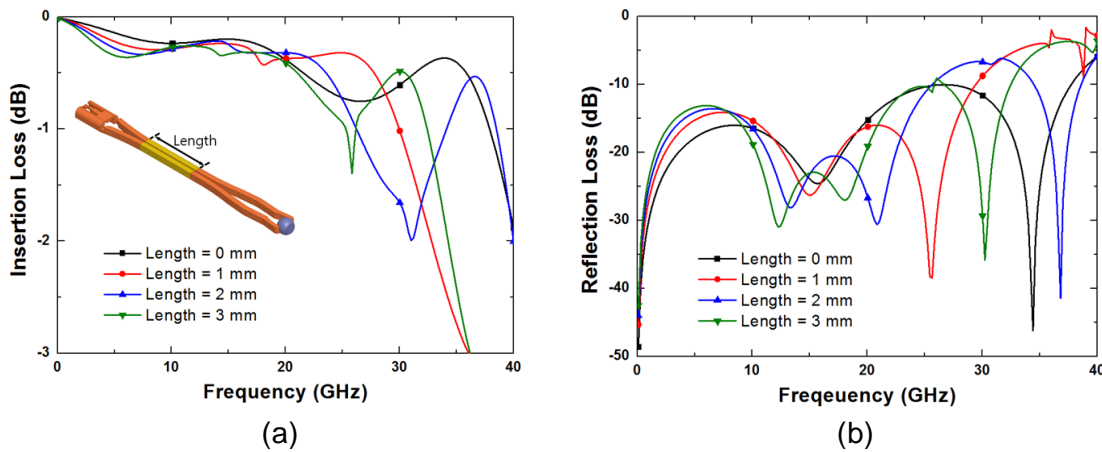 0
-1
-2
-3
Insertion Loss (dB)
Length
Length = 0 mm
Length = 1 mm
Length = 2 mm
Length = 3 mm
0 10 20 30 40
Frequency (GHz)
(a)
0
-10
-20
-30
-40
-50
Reflection Loss (dB)
Length = 0 mm
Length = 1 mm
Length = 2 mm
Length = 3 mm
0 10 20 30 40
Freqeuency (GHz)
(b)